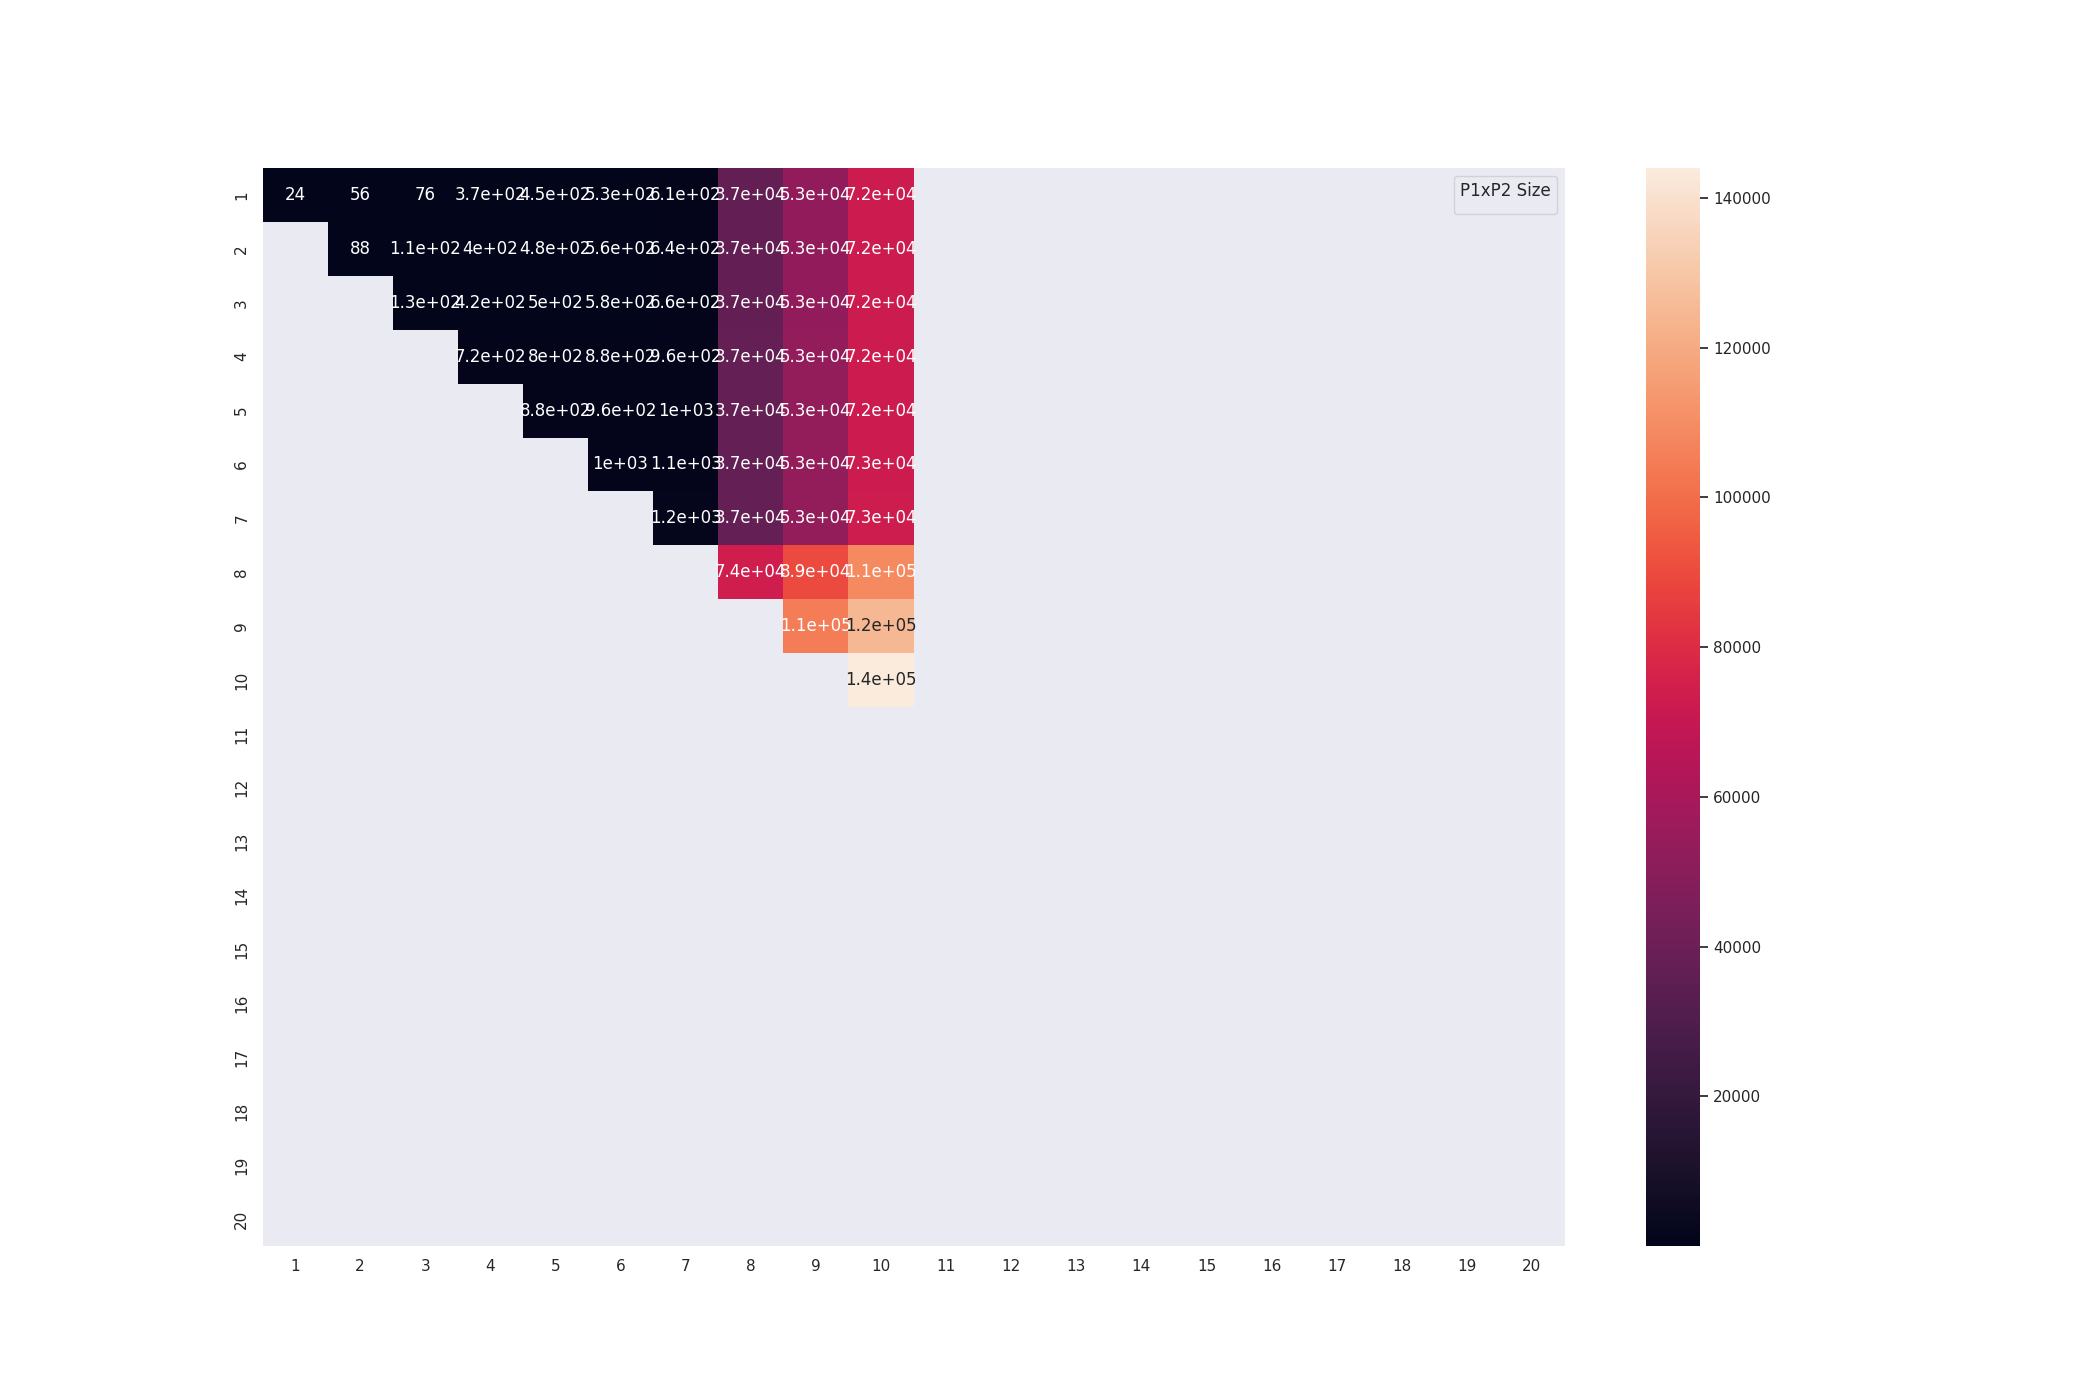 1 24 56 76 3.7e+02 4.5e+02 5.3e+02 6.1e+02 3.7e+04 5.3e+04 7.2e+04 P1xP2 Size 140000
2 88 1.1e+02 4e+02 4.8e+02 5.6e+02 6.4e+02 3.7e+04 5.3e+04 7.2e+04
3 1.3e+02 4.2e+02 5e+02 5.8e+02 6.6e+02 3.7e+04 5.3e+04 7.2e+04
4 7.2e+02 8e+02 8.8e+02 9.6e+02 3.7e+04 5.3e+04 7.2e+04 120000
5 8.8e+02 9.6e+02 1e+03 3.7e+04 5.3e+04 7.2e+04
6 1e+03 1.1e+03 3.7e+04 5.3e+04 7.3e+04
7 1.2e+03 3.7e+04 5.3e+04 7.3e+04 100000
8 7.4e+04 8.9e+04 1.1e+05
9 1.1e+05 1.2e+05 80000
10 1.4e+05
11
12 60000
13
14
15 40000
16
17
18 20000
19
20
1 2 3 4 5 6 7 8 9 10 11 12 13 14 15 16 17 18 19 20